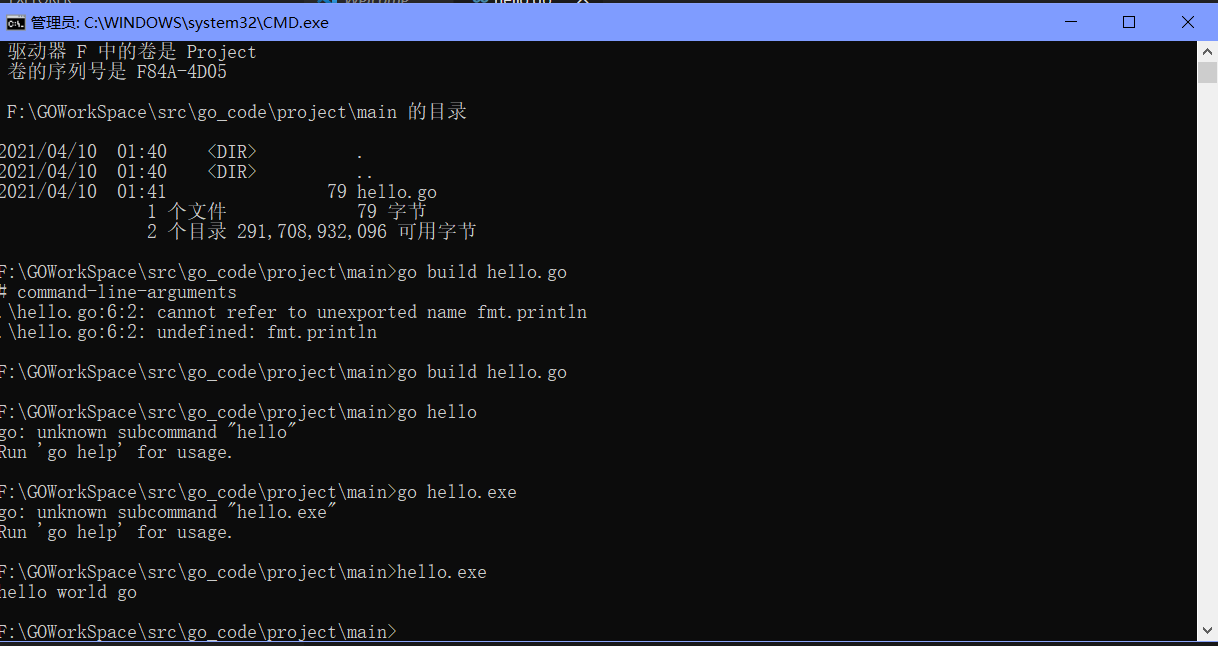 管理员: C:\WINDOWS\system32\CMD.exe
驱动器 F 中的卷是 Project
卷的序列号是 F84A-4D05
F:\GOWorkSpace\src\go_code\project\main 的目录
2021/04/10  01:40    <DIR>          .
2021/04/10  01:40    <DIR>          ..
2021/04/10  01:41                79 hello.go
1 个文件             79 字节
2 个目录 291,708,932,096 可用字节
F:\GOWorkSpace\src\go_code\project\main>go build hello.go
# command-line-arguments
.\hello.go:6:2: cannot refer to unexported name fmt.println
.\hello.go:6:2: undefined: fmt.println
F:\GOWorkSpace\src\go_code\project\main>go build hello.go
F:\GOWorkSpace\src\go_code\project\main>go hello
go: unknown subcommand "hello"
Run 'go help' for usage.
F:\GOWorkSpace\src\go_code\project\main>go hello.exe
go: unknown subcommand "hello.exe"
Run 'go help' for usage.
F:\GOWorkSpace\src\go_code\project\main>hello.exe
hello world go
F:\GOWorkSpace\src\go_code\project\main>